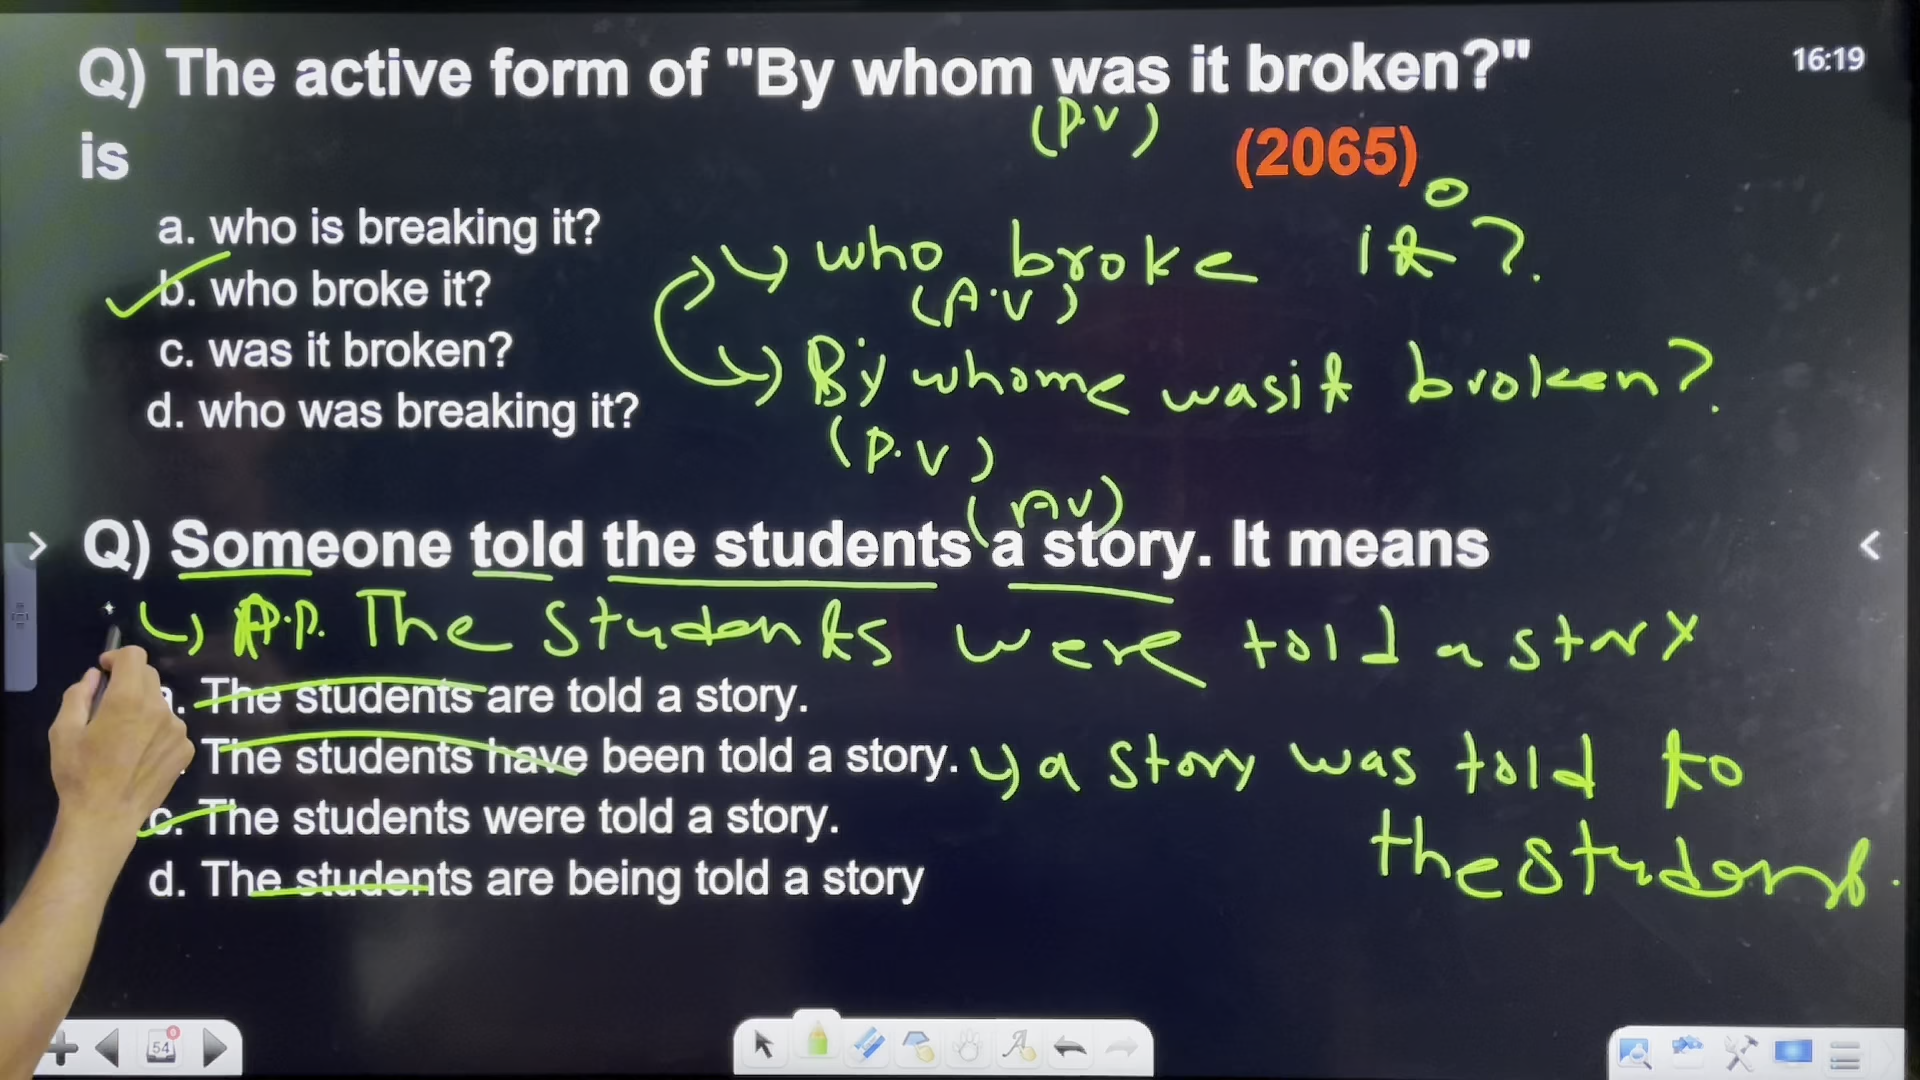 Q) The active form of "By whom was it broken?"
16:19
(P.V)
is
(2065)
a. who is breaking it?
O
who broke it?
b. who broke it?
(A.V)
c. was it broken?
By whome was it broken?
d. who was breaking it?
(P.V)
(AV)
Q) Someone told the students a story. It means
The Students were told a story
. The students are told a story.
. The students have been told a story.
a story was told to
c. The students were told a story.
the students.
d. The students are being told a story
54